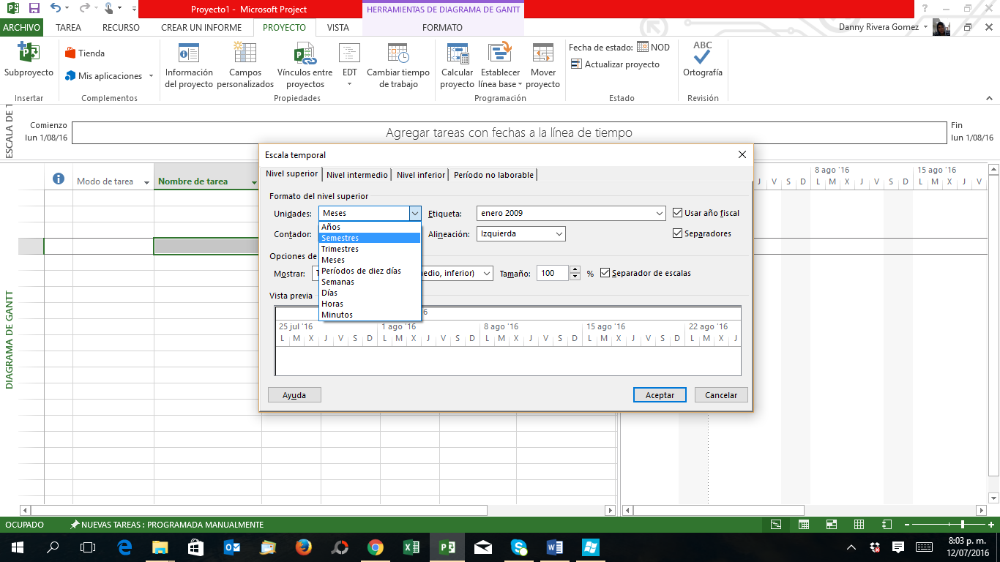 Proyecto1 - Microsoft Project
HERRAMIENTAS DE DIAGRAMA DE GANTT
ARCHIVO TAREA RECURSO CREAR UN INFORME PROYECTO VISTA FORMATO
Danny Rivera Gomez
Subproyecto
Tienda
Mis aplicaciones
Información del proyecto
Campos personalizados
Vínculos entre proyectos
EDT
Cambiar tiempo de trabajo
Calcular proyecto
Establecer línea base
Mover proyecto
Fecha de estado: NOD
Actualizar proyecto
ABC
Ortografía
Insertar Complementos Propiedades Programación Estado Revisión
ESCALA DE T
Comienzo
lun 1/08/16
Agregar tareas con fechas a la línea de tiempo
Fin
lun 1/08/16
DIAGRAMA DE GANTT
Modo de tarea
Nombre de tarea
8 ago '16 15 ago '16
J V S D L M X J V S D L M X J V
Escala temporal
Nivel superior Nivel intermedio Nivel inferior Período no laborable
Formato del nivel superior
Unidades: Meses
Etiqueta: enero 2009
Usar año fiscal
Años
Semestres
Trimestres
Meses
Períodos de diez días
Semanas
Días
Horas
Minutos
Contador:
Alineación: Izquierda
Separadores
Opciones de
Mostrar: edio, inferior)
Tamaño: 100 %
Separador de escalas
Vista previa
6
25 jul '16 1 ago '16 8 ago '16 15 ago '16 22 ago '16
L M X J V S D L M X J V S D L M X J V S D L M X J V S D L M X J
Ayuda Aceptar Cancelar
OCUPADO
NUEVAS TAREAS : PROGRAMADA MANUALMENTE
8:03 p. m.
12/07/2016